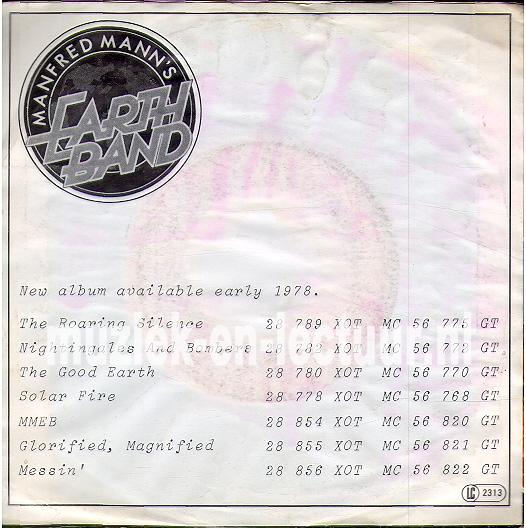 MANFRED MANN'S
EARTH
BAND
New album available early 1978.
The Roaring Silence 28 789 XOT MC 56 775 GT
Nightingales And Bombers 28 782 XOT MC 56 772 GT
The Good Earth 28 780 XOT MC 56 770 GT
Solar Fire 28 778 XOT MC 56 768 GT
MMEB 28 854 XOT MC 56 820 GT
Glorified, Magnified 28 855 XOT MC 56 821 GT
Messin' 28 856 XOT MC 56 822 GT
LC 2313